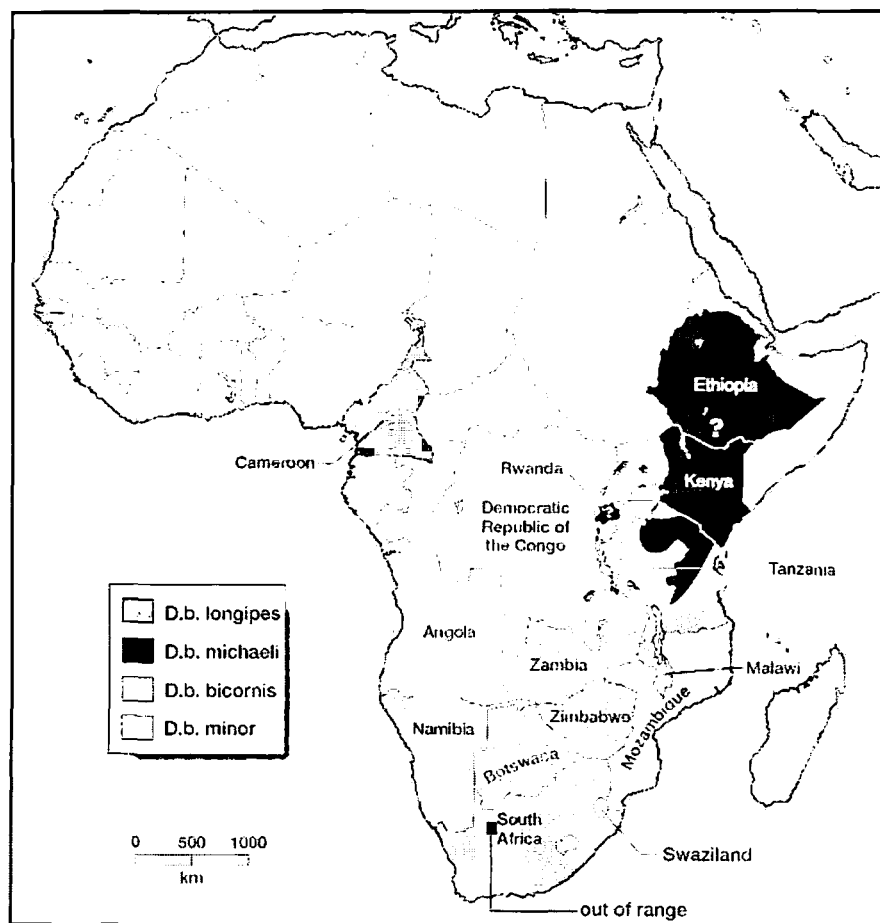 Ethiopia
?
Cameroon
Rwanda
Kenya
Democratic
Republic of
the Congo
Tanzania
D.b. longipes
D.b. michaeli
D.b. bicornis
D.b. minor
Angola
Zambia
Malawi
Namibia
Zimbabwe
Mozambique
Botswana
South
Africa
0 500 1000
km
Swaziland
out of range